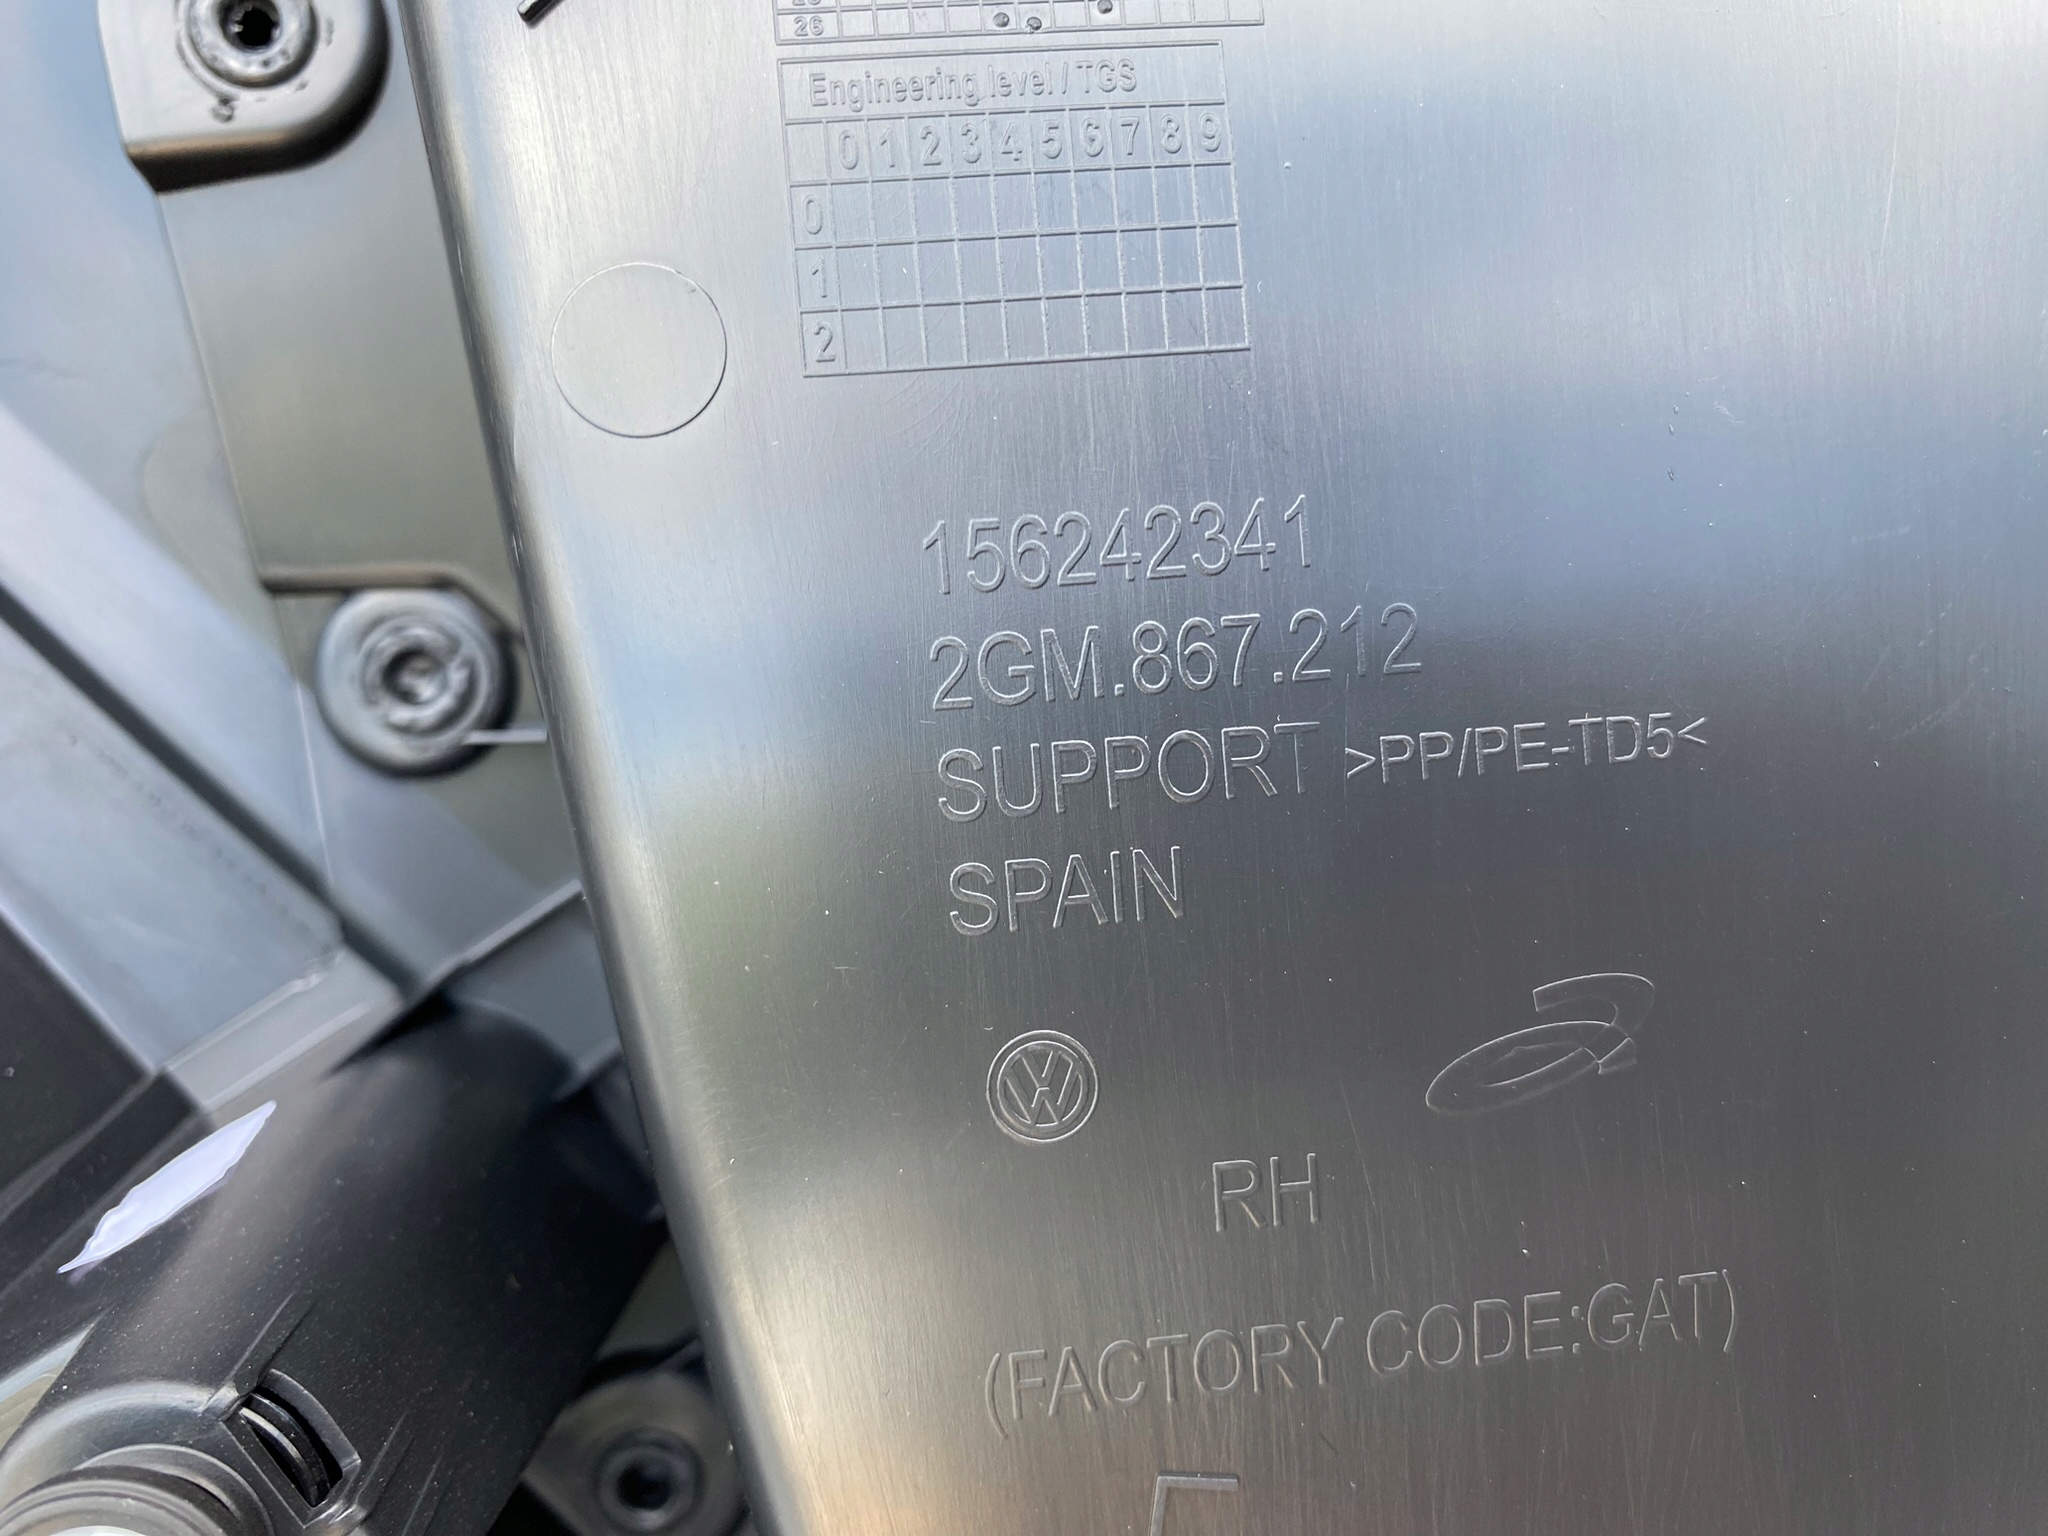 26
Engineering level / TGS
0 1 2 3 4 5 6 7 8 9
0
1
2
156242341
2GM.867.212
SUPPORT >PP/PE-TD5<
SPAIN
VW
RH
(FACTORY CODE:GAT)